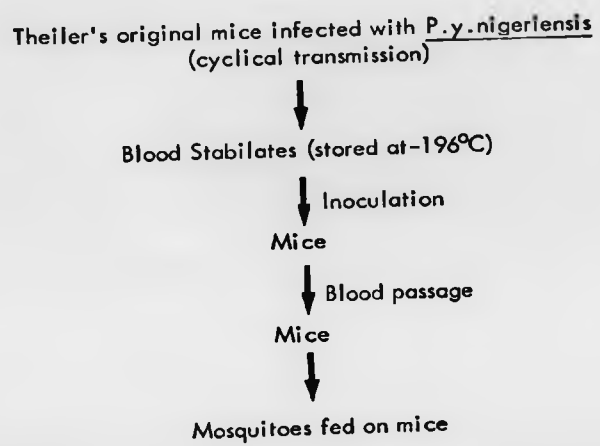 Theiler's original mice infected with P.y.nigeriensis
(cyclical transmission)
Blood Stabilates (stored at-196°C)
Inoculation
Mice
Blood passage
Mice
Mosquitoes fed on mice